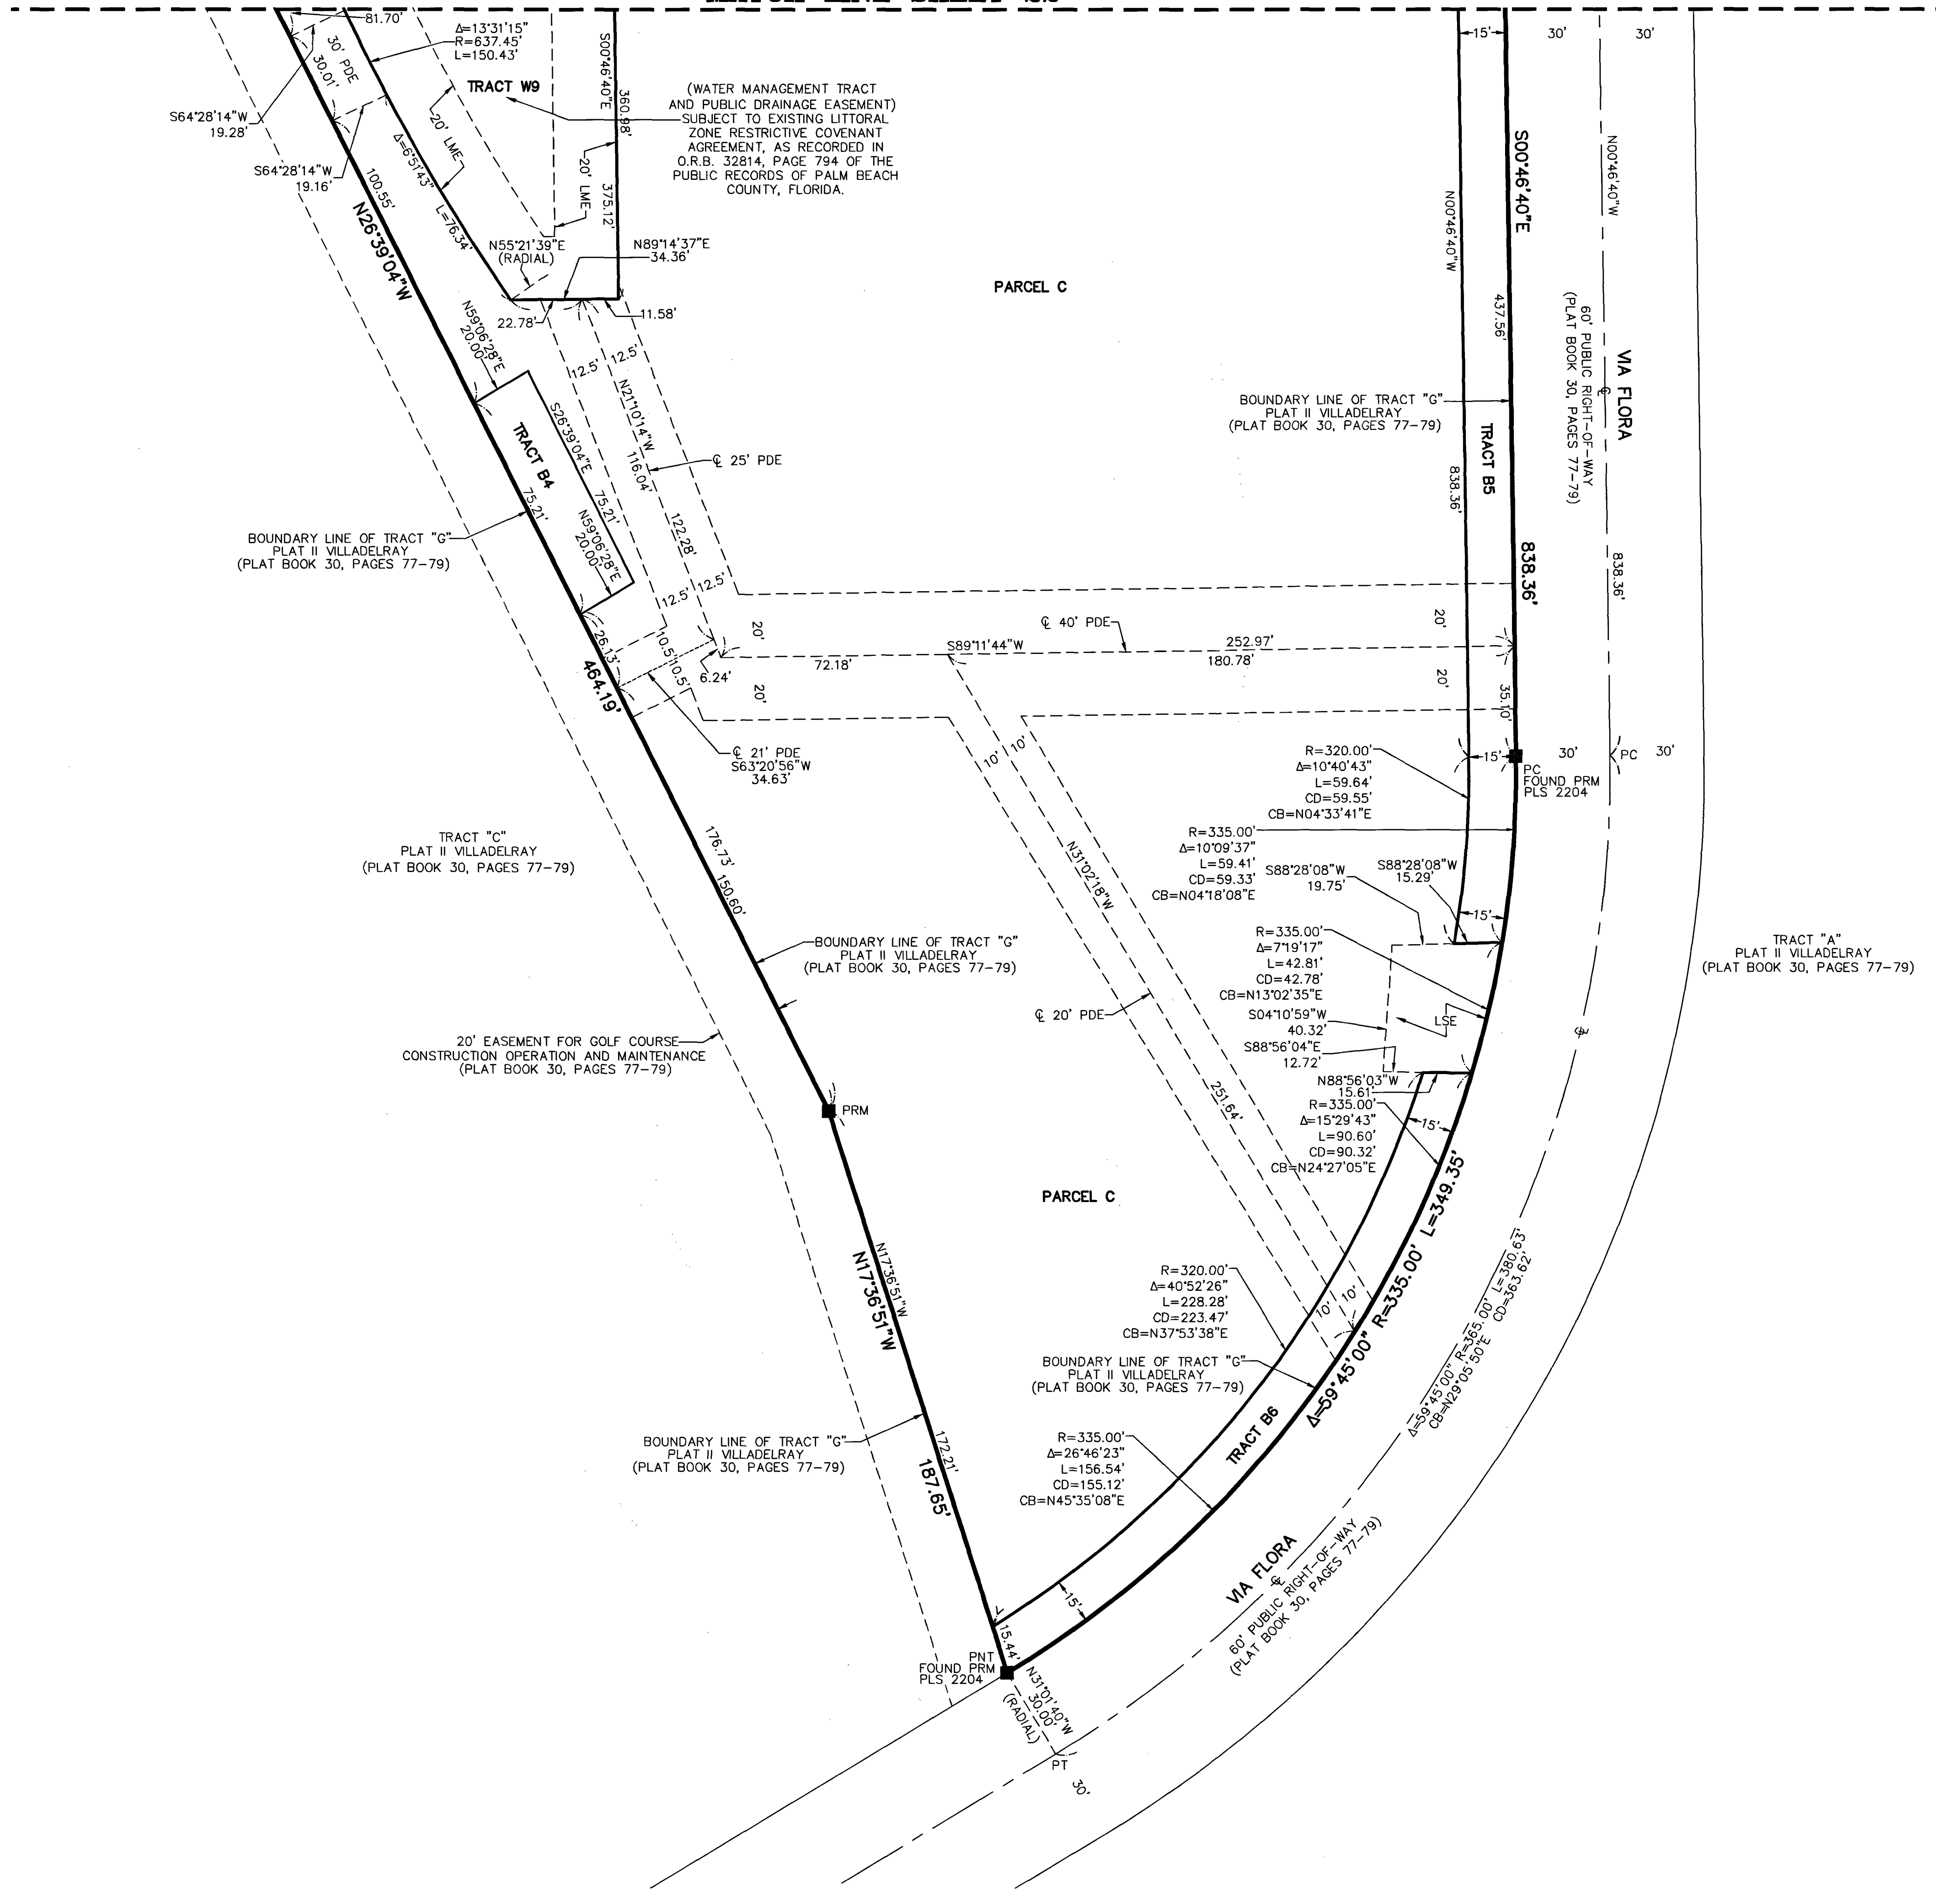 81.70'
30' PDE
30.01'
Δ=13°31'15"
R=637.45'
L=150.43'
TRACT W9
20' LME
S00°46'40"E
360.98'
20' LME
375.12'
(WATER MANAGEMENT TRACT
AND PUBLIC DRAINAGE EASEMENT)
SUBJECT TO EXISTING LITTORAL
ZONE RESTRICTIVE COVENANT
AGREEMENT, AS RECORDED IN
O.R.B. 32814, PAGE 794 OF THE
PUBLIC RECORDS OF PALM BEACH
COUNTY, FLORIDA.
S64°28'14"W
19.28'
S64°28'14"W
19.16'
100.55'
N26°39'04"W
Δ=6°51'43"
L=76.34'
N55°21'39"E
(RADIAL)
N89°14'37"E
34.36'
22.78'
11.58'
PARCEL C
15'
30'
30'
S00°46'40"E
N00°46'40"W
N00°46'40"W
437.56'
60' PUBLIC RIGHT-OF-WAY
(PLAT BOOK 30, PAGES 77-79)
℄
VIA FLORA
BOUNDARY LINE OF TRACT "G"
PLAT II VILLADELRAY
(PLAT BOOK 30, PAGES 77-79)
TRACT B5
838.36'
838.36'
838.36'
N59°06'28"E
20.00'
TRACT B4
S26°39'04"E
75.21'
75.21'
N59°06'28"E
20.00'
12.5'
12.5'
N21°10'14"W
116.04'
℄ 25' PDE
122.28'
12.5'
12.5'
BOUNDARY LINE OF TRACT "G"
PLAT II VILLADELRAY
(PLAT BOOK 30, PAGES 77-79)
26.13'
464.19'
10.5'
10.5'
6.24'
20'
20'
72.18'
S89°11'44"W
℄ 40' PDE
252.97'
180.78'
20'
20'
35.10'
℄ 21' PDE
S63°20'56"W
34.63'
10'
10'
15'
PC
FOUND PRM
PLS 2204
30'
PC
30'
R=320.00'
Δ=10°40'43"
L=59.64'
CD=59.55'
CB=N04°33'41"E
R=335.00'
Δ=10°09'37"
L=59.41'
CD=59.33'
CB=N04°18'08"E
S88°28'08"W
19.75'
S88°28'08"W
15.29'
15'
TRACT "C"
PLAT II VILLADELRAY
(PLAT BOOK 30, PAGES 77-79)
176.73'
150.60'
N31°02'18"W
BOUNDARY LINE OF TRACT "G"
PLAT II VILLADELRAY
(PLAT BOOK 30, PAGES 77-79)
R=335.00'
Δ=7°19'17"
L=42.81'
CD=42.78'
CB=N13°02'35"E
S04°10'59"W
40.32'
LSE
S88°56'04"E
12.72'
N88°56'03"W
15.61'
R=335.00'
Δ=15°29'43"
L=90.60'
CD=90.32'
CB=N24°27'05"E
15'
TRACT "A"
PLAT II VILLADELRAY
(PLAT BOOK 30, PAGES 77-79)
℄
℄ 20' PDE
251.64'
20' EASEMENT FOR GOLF COURSE
CONSTRUCTION OPERATION AND MAINTENANCE
(PLAT BOOK 30, PAGES 77-79)
PRM
PARCEL C
N17°36'51"W
N17°36'51"W
R=320.00'
Δ=40°52'26"
L=228.28'
CD=223.47'
CB=N37°53'38"E
10'
10'
Δ=59°45'00" R=335.00' L=349.35'
Δ=59°45'00" R=365.00' L=380.63'
CB=N29°05'50"E CD=363.62'
BOUNDARY LINE OF TRACT "G"
PLAT II VILLADELRAY
(PLAT BOOK 30, PAGES 77-79)
TRACT B6
BOUNDARY LINE OF TRACT "G"
PLAT II VILLADELRAY
(PLAT BOOK 30, PAGES 77-79)
172.21'
187.65'
R=335.00'
Δ=26°46'23"
L=156.54'
CD=155.12'
CB=N45°35'08"E
VIA FLORA
℄
60' PUBLIC RIGHT-OF-WAY
(PLAT BOOK 30, PAGES 77-79)
15'
15.44'
PNT
FOUND PRM
PLS 2204
N31°01'40"W
30.00'
(RADIAL)
PT
30'